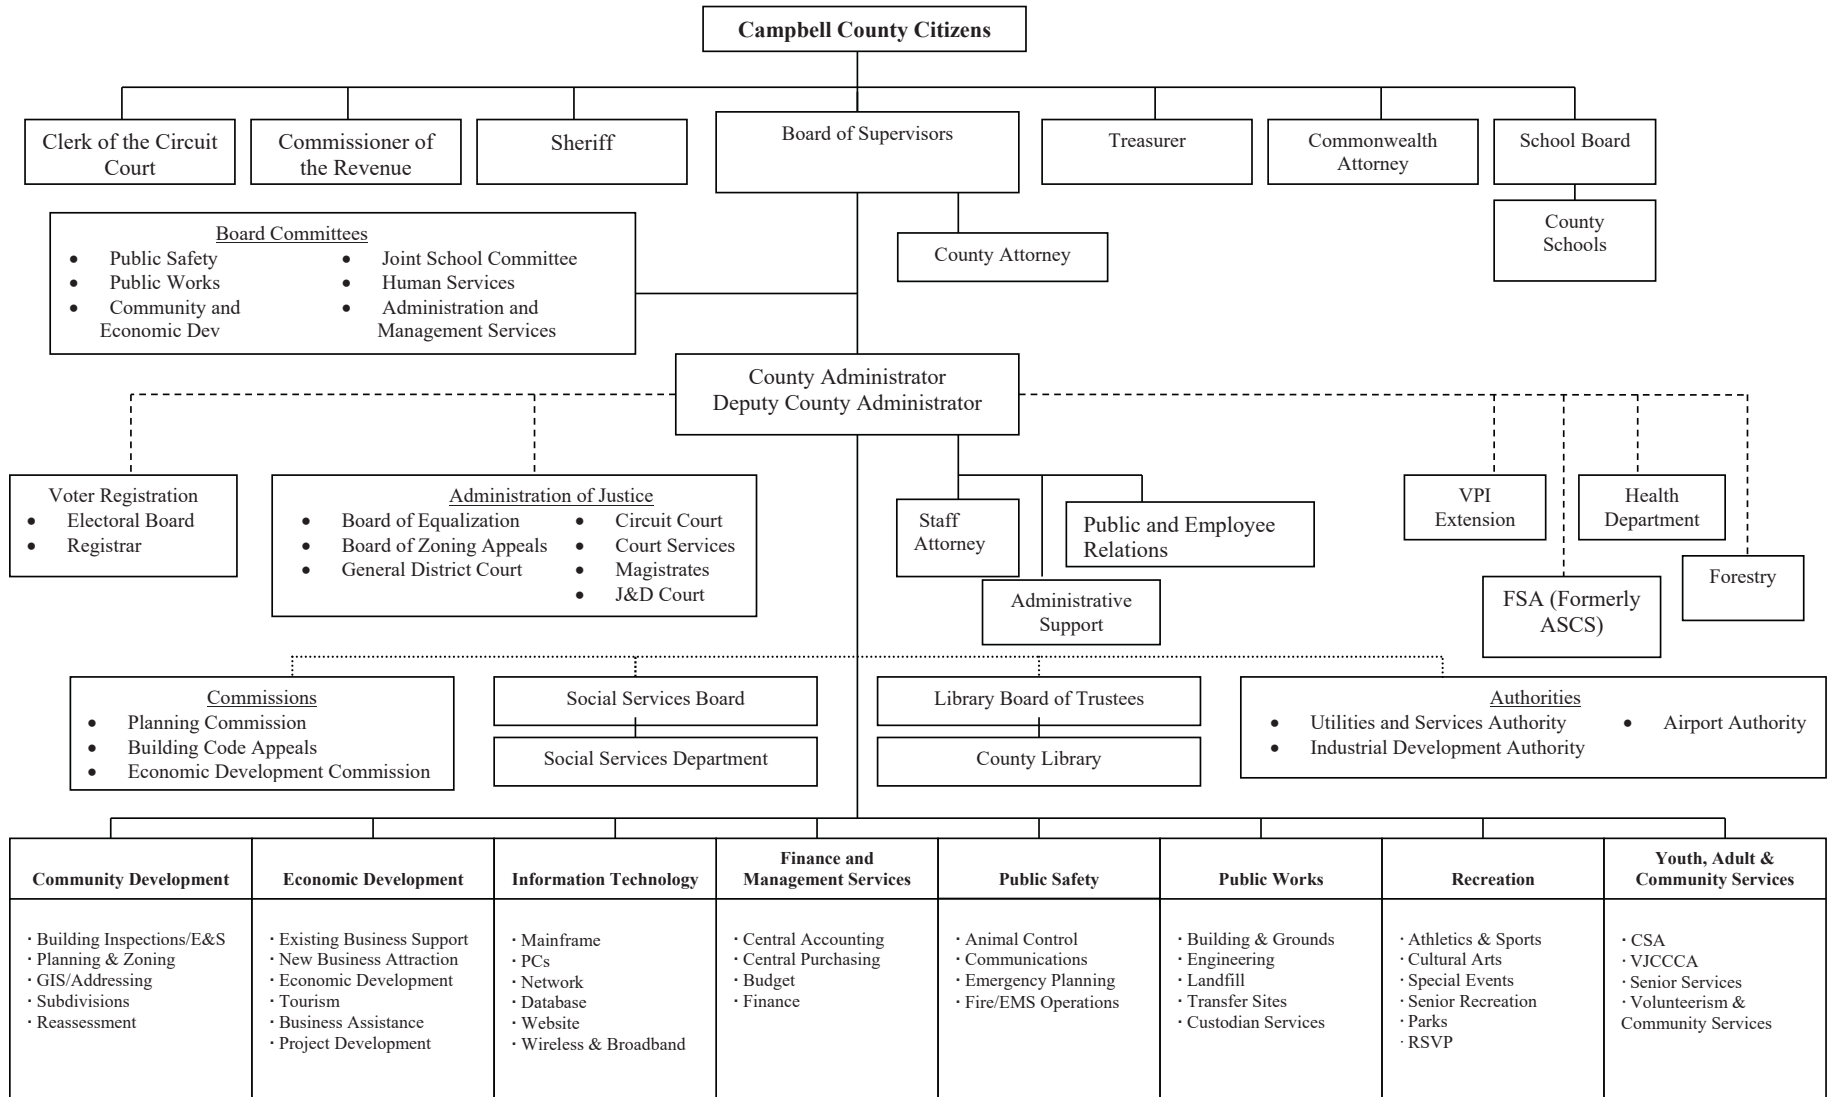 Campbell County Citizens
Clerk of the Circuit
Court
Commissioner of
the Revenue
Sheriff
Board of Supervisors
Treasurer
Commonwealth
Attorney
School Board
County
Schools
County Attorney
Board Committees
• Public Safety
• Public Works
• Community and
Economic Dev
• Joint School Committee
• Human Services
• Administration and
Management Services
County Administrator
Deputy County Administrator
Voter Registration
• Electoral Board
• Registrar
Administration of Justice
• Board of Equalization
• Board of Zoning Appeals
• General District Court
• Circuit Court
• Court Services
• Magistrates
• J&D Court
Staff
Attorney
Public and Employee
Relations
Administrative
Support
VPI
Extension
Health
Department
FSA (Formerly
ASCS)
Forestry
Commissions
• Planning Commission
• Building Code Appeals
• Economic Development Commission
Social Services Board
Social Services Department
Library Board of Trustees
County Library
Authorities
• Utilities and Services Authority
• Industrial Development Authority
• Airport Authority
Community Development
· Building Inspections/E&S
· Planning & Zoning
· GIS/Addressing
· Subdivisions
· Reassessment
Economic Development
· Existing Business Support
· New Business Attraction
· Economic Development
· Tourism
· Business Assistance
· Project Development
Information Technology
· Mainframe
· PCs
· Network
· Database
· Website
· Wireless & Broadband
Finance and
Management Services
· Central Accounting
· Central Purchasing
· Budget
· Finance
Public Safety
· Animal Control
· Communications
· Emergency Planning
· Fire/EMS Operations
Public Works
· Building & Grounds
· Engineering
· Landfill
· Transfer Sites
· Custodian Services
Recreation
· Athletics & Sports
· Cultural Arts
· Special Events
· Senior Recreation
· Parks
· RSVP
Youth, Adult &
Community Services
· CSA
· VJCCCA
· Senior Services
· Volunteerism &
Community Services